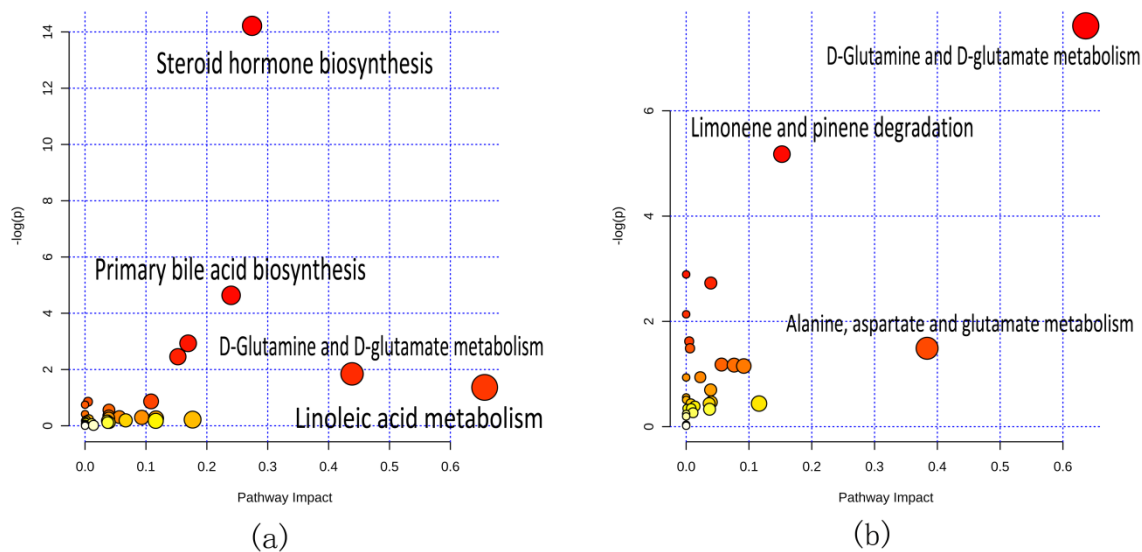 14
12
10
8
6
4
2
0
-log(p)
Steroid hormone biosynthesis
Primary bile acid biosynthesis
D-Glutamine and D-glutamate metabolism
Linoleic acid metabolism
0.0 0.1 0.2 0.3 0.4 0.5 0.6
Pathway Impact
(a)
6
4
2
0
-log(p)
D-Glutamine and D-glutamate metabolism
Limonene and pinene degradation
Alanine, aspartate and glutamate metabolism
0.0 0.1 0.2 0.3 0.4 0.5 0.6
Pathway Impact
(b)